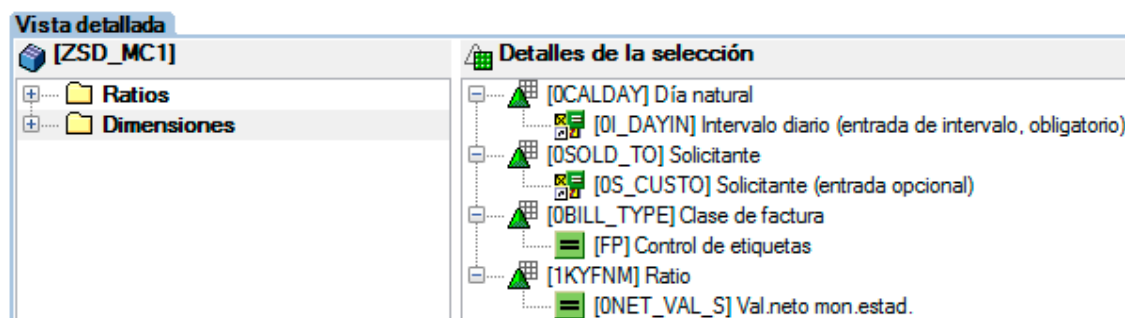 Vista detallada
[ZSD_MC1]
Detalles de la selección
Ratios
Dimensiones
[0CALDAY] Día natural
[0I_DAYIN] Intervalo diario (entrada de intervalo, obligatorio)
[0SOLD_TO] Solicitante
[0S_CUSTO] Solicitante (entrada opcional)
[0BILL_TYPE] Clase de factura
[FP] Control de etiquetas
[1KYFNM] Ratio
[0NET_VAL_S] Val.neto mon.estad.